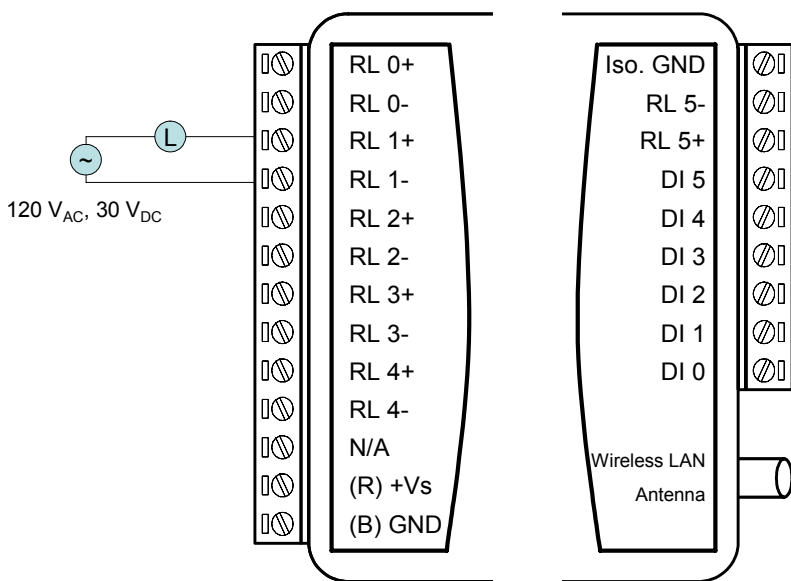 RL 0+
RL 0-
RL 1+
RL 1-
RL 2+
RL 2-
RL 3+
RL 3-
RL 4+
RL 4-
N/A
(R) +Vs
(B) GND
L
~
120 VAC, 30 VDC
Iso. GND
RL 5-
RL 5+
DI 5
DI 4
DI 3
DI 2
DI 1
DI 0
Wireless LAN
Antenna